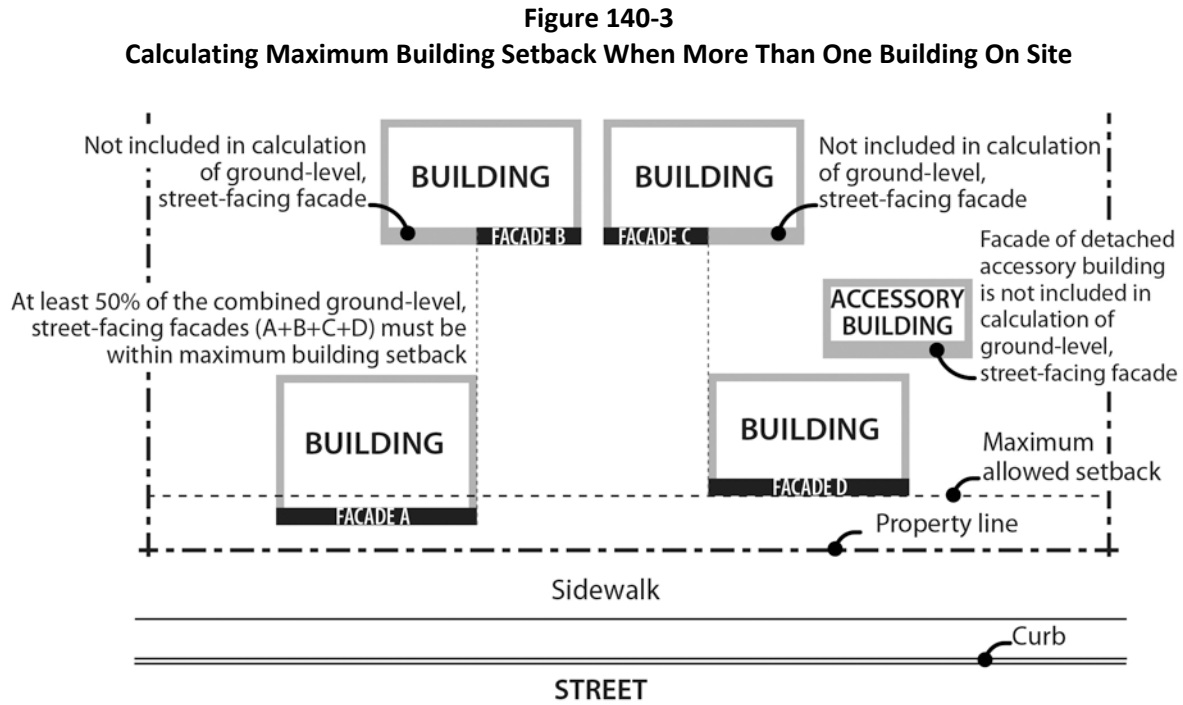 Figure 140-3
Calculating Maximum Building Setback When More Than One Building On Site
Not included in calculation
of ground-level,
street-facing facade
BUILDING
FACADE B
BUILDING
FACADE C
Not included in calculation
of ground-level,
street-facing facade
Facade of detached
accessory building
is not included in
calculation of
ground-level,
street-facing facade
ACCESSORY
BUILDING
At least 50% of the combined ground-level,
street-facing facades (A+B+C+D) must be
within maximum building setback
BUILDING
FACADE A
BUILDING
FACADE D
Maximum
allowed setback
Property line
Sidewalk
Curb
STREET